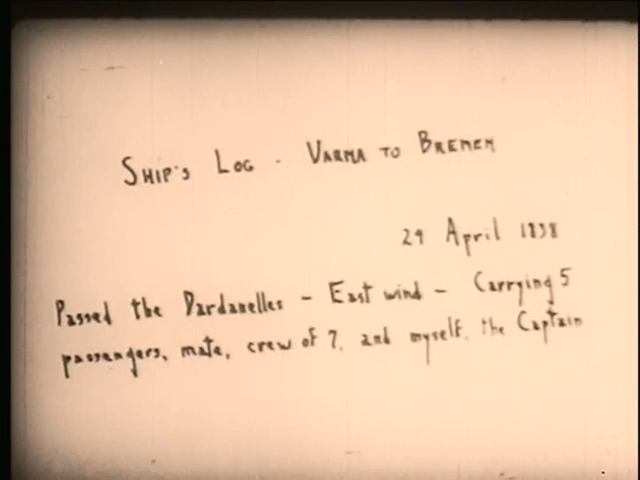 Ship's Log - Varna to Bremen
29 April 1838
Passed the Dardanelles - East wind - Carrying 5
passengers, mate, crew of 7, and myself, the Captain